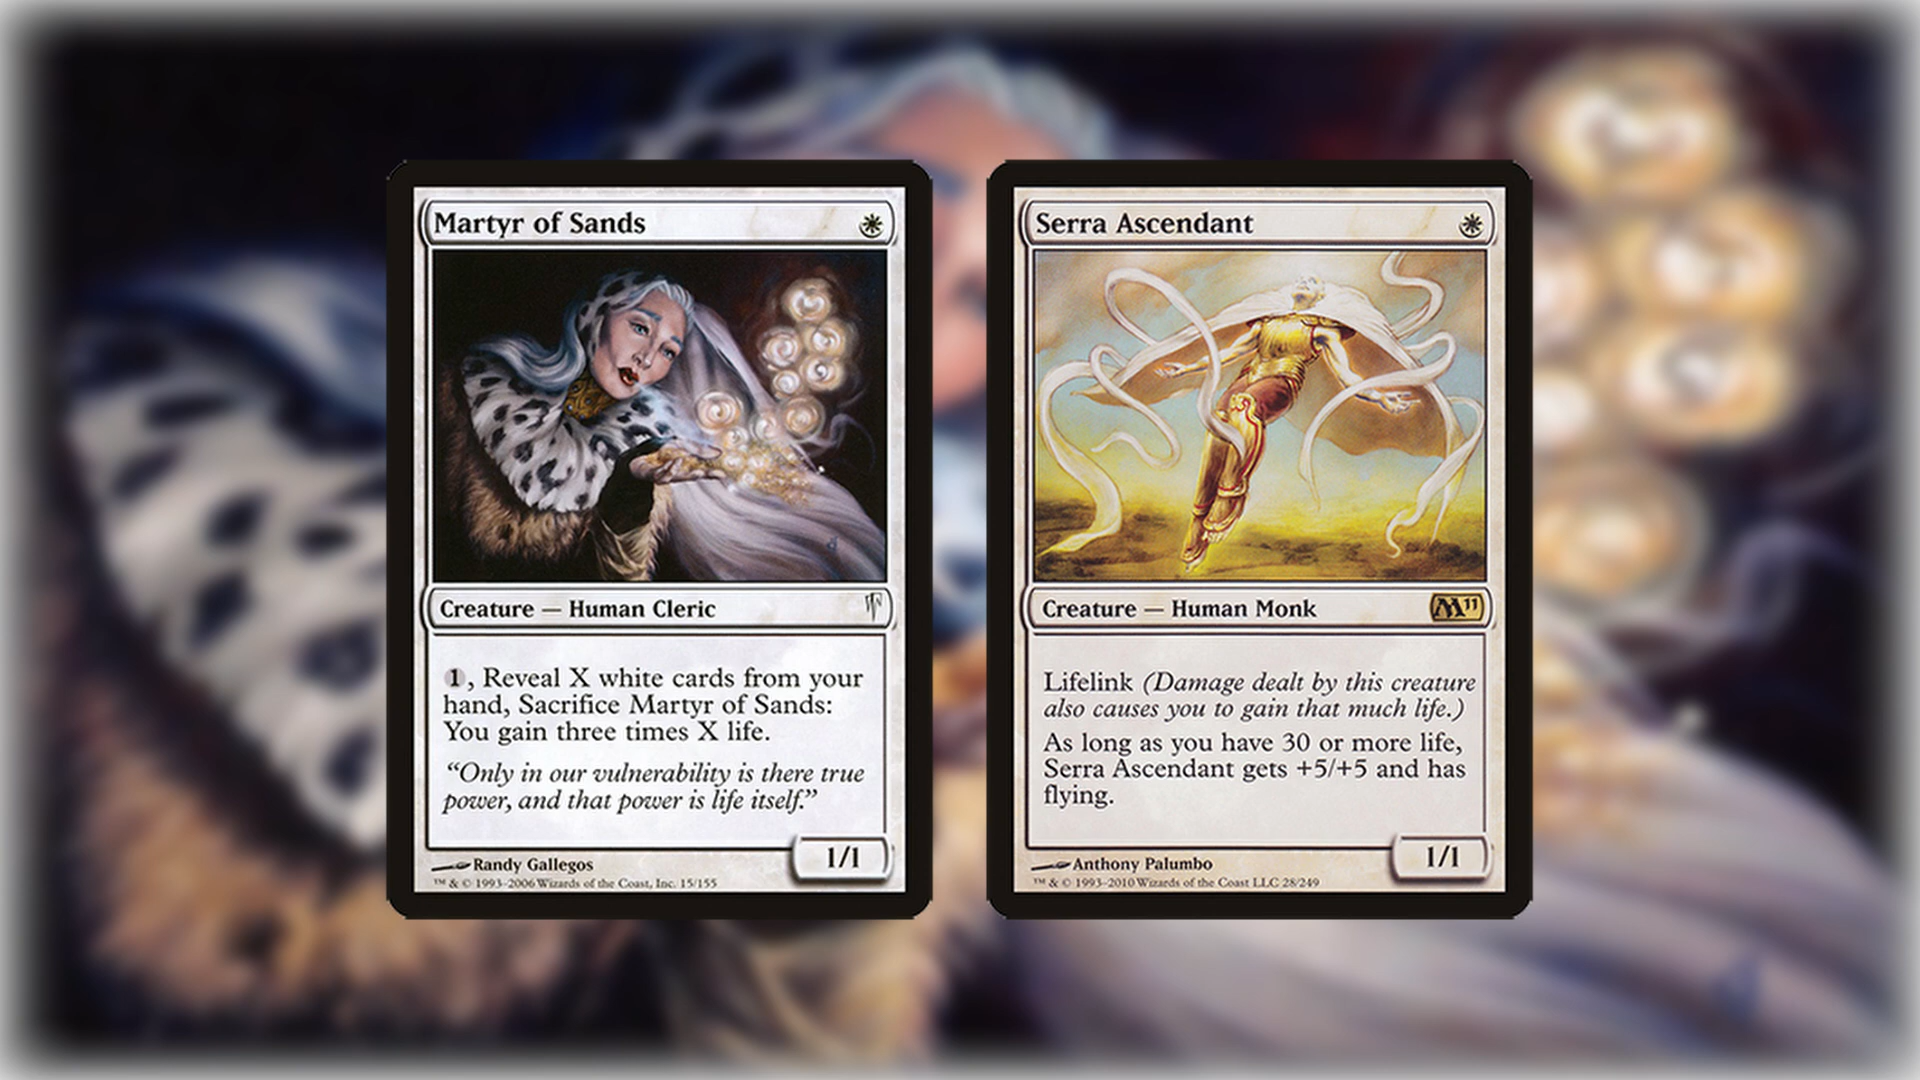 Martyr of Sands
Creature — Human Cleric
1, Reveal X white cards from your
hand, Sacrifice Martyr of Sands:
You gain three times X life.
“Only in our vulnerability is there true
power, and that power is life itself.”
1/1
Randy Gallegos
™ & © 1993–2006 Wizards of the Coast, Inc. 15/155
Serra Ascendant
Creature — Human Monk
M11
Lifelink (Damage dealt by this creature
also causes you to gain that much life.)
As long as you have 30 or more life,
Serra Ascendant gets +5/+5 and has
flying.
1/1
Anthony Palumbo
™ & © 1993–2010 Wizards of the Coast LLC 28/249